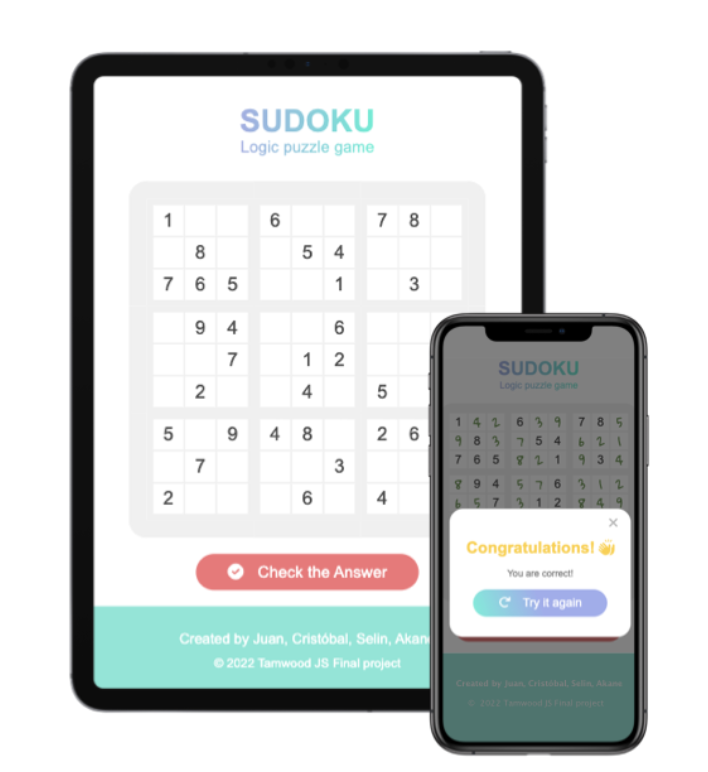 SUDOKU
Logic puzzle game
1 6 7 8
8 5 4
7 6 5 1 3
9 4 6
7 1 2
2 4 5
5 9 4 8 2 6
7 3
2 6 4
Check the Answer
Created by Juan, Cristóbal, Selin, Akane
© 2022 Tamwood JS Final project
SUDOKU
Logic puzzle game
1 4 2 6 3 9 7 8 5
9 8 3 7 5 4 6 2 1
7 6 5 8 2 1 9 3 4
8 9 4 5 7 6 3 1 2
6 5 7 3 1 2 8 4 9
Congratulations!
You are correct!
Try it again
Created by Juan, Cristóbal, Selin, Akane
© 2022 Tamwood JS Final project